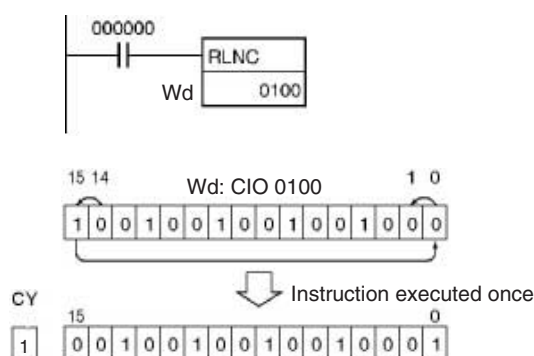 000000
RLNC
Wd 0100
15 14 Wd: CIO 0100 1 0
1 0 0 1 0 0 1 0 0 1 0 0 1 0 0 0
Instruction executed once
CY 15 0
1 0 0 1 0 0 1 0 0 1 0 0 1 0 0 0 1